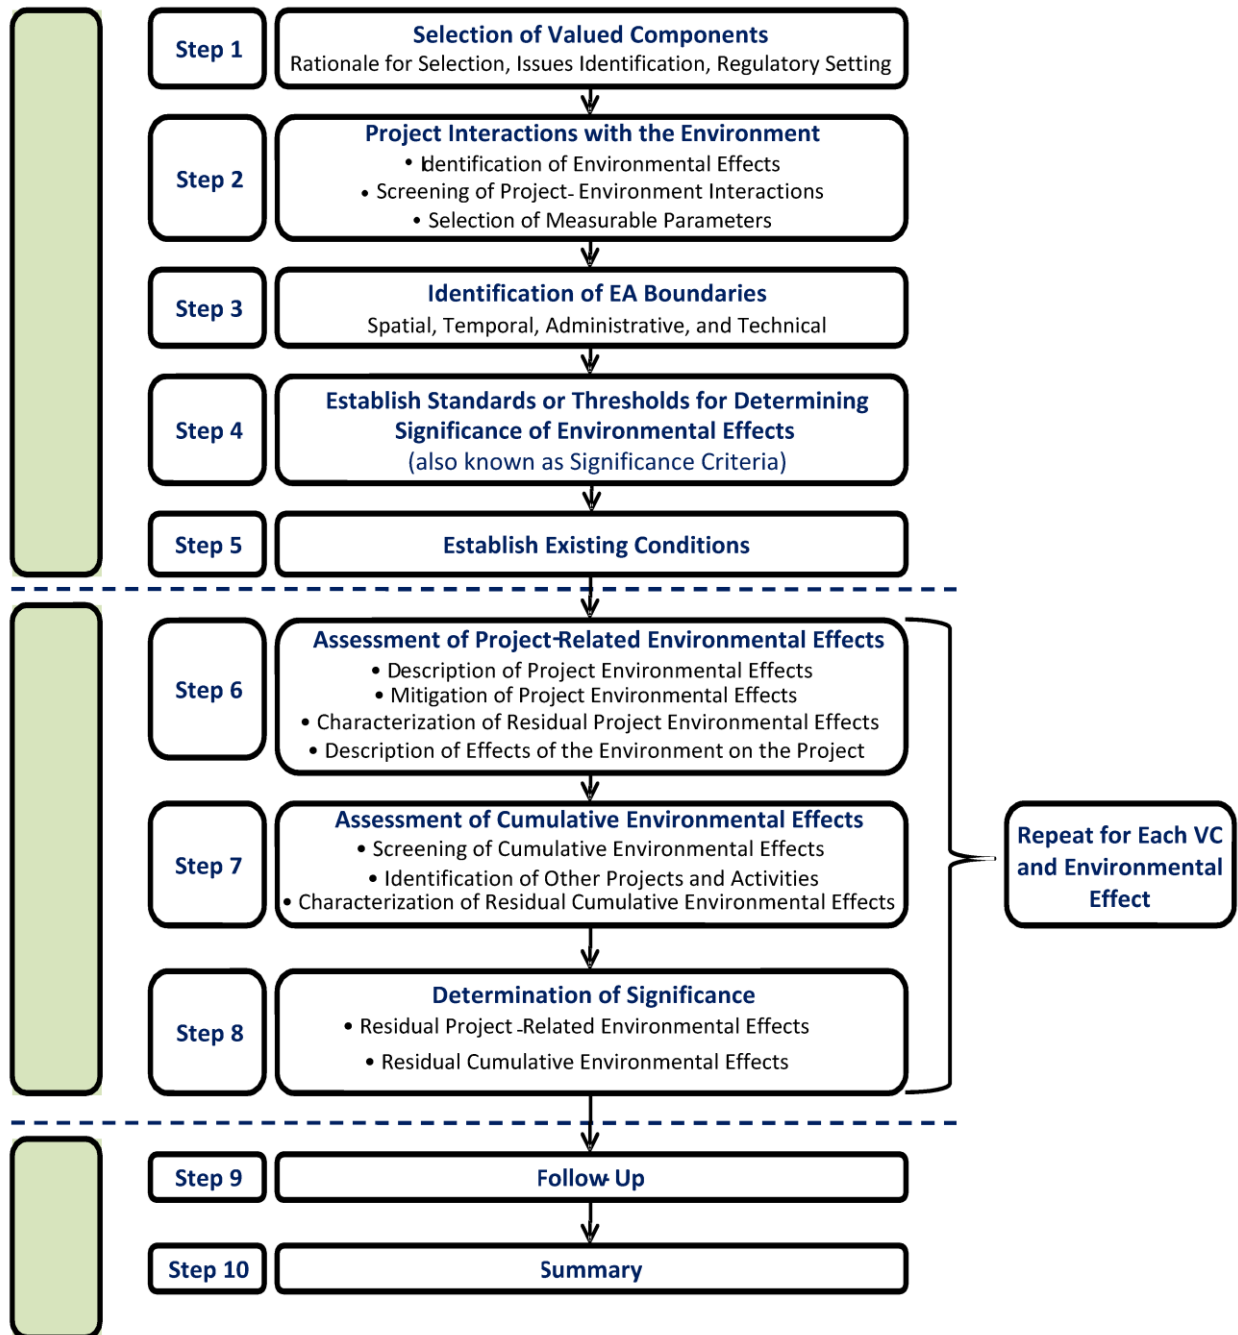 Step 1
Selection of Valued Components
Rationale for Selection, Issues Identification, Regulatory Setting
Step 2
Project Interactions with the Environment
• Identification of Environmental Effects
• Screening of Project-Environment Interactions
• Selection of Measurable Parameters
Step 3
Identification of EA Boundaries
Spatial, Temporal, Administrative, and Technical
Step 4
Establish Standards or Thresholds for Determining
Significance of Environmental Effects
(also known as Significance Criteria)
Step 5
Establish Existing Conditions
Step 6
Assessment of Project-Related Environmental Effects
• Description of Project Environmental Effects
• Mitigation of Project Environmental Effects
• Characterization of Residual Project Environmental Effects
• Description of Effects of the Environment on the Project
Step 7
Assessment of Cumulative Environmental Effects
• Screening of Cumulative Environmental Effects
• Identification of Other Projects and Activities
• Characterization of Residual Cumulative Environmental Effects
Repeat for Each VC
and Environmental
Effect
Step 8
Determination of Significance
• Residual Project-Related Environmental Effects
• Residual Cumulative Environmental Effects
Step 9
Follow-Up
Step 10
Summary